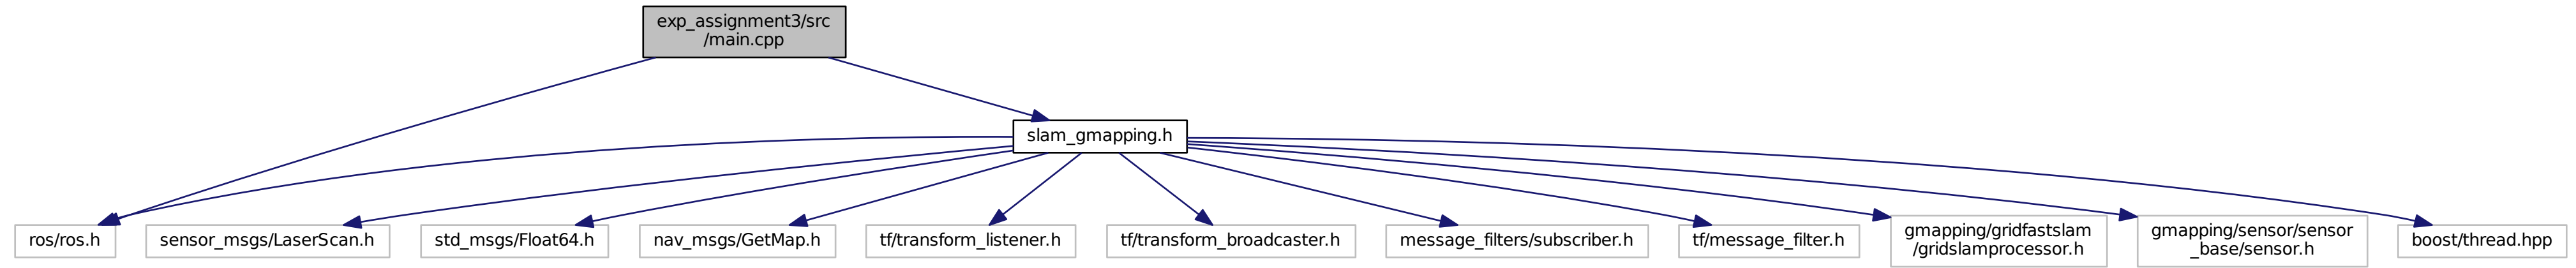 exp_assignment3/src
/main.cpp
slam_gmapping.h
ros/ros.h
sensor_msgs/LaserScan.h
std_msgs/Float64.h
nav_msgs/GetMap.h
tf/transform_listener.h
tf/transform_broadcaster.h
message_filters/subscriber.h
tf/message_filter.h
gmapping/gridfastslam
/gridslamprocessor.h
gmapping/sensor/sensor
_base/sensor.h
boost/thread.hpp